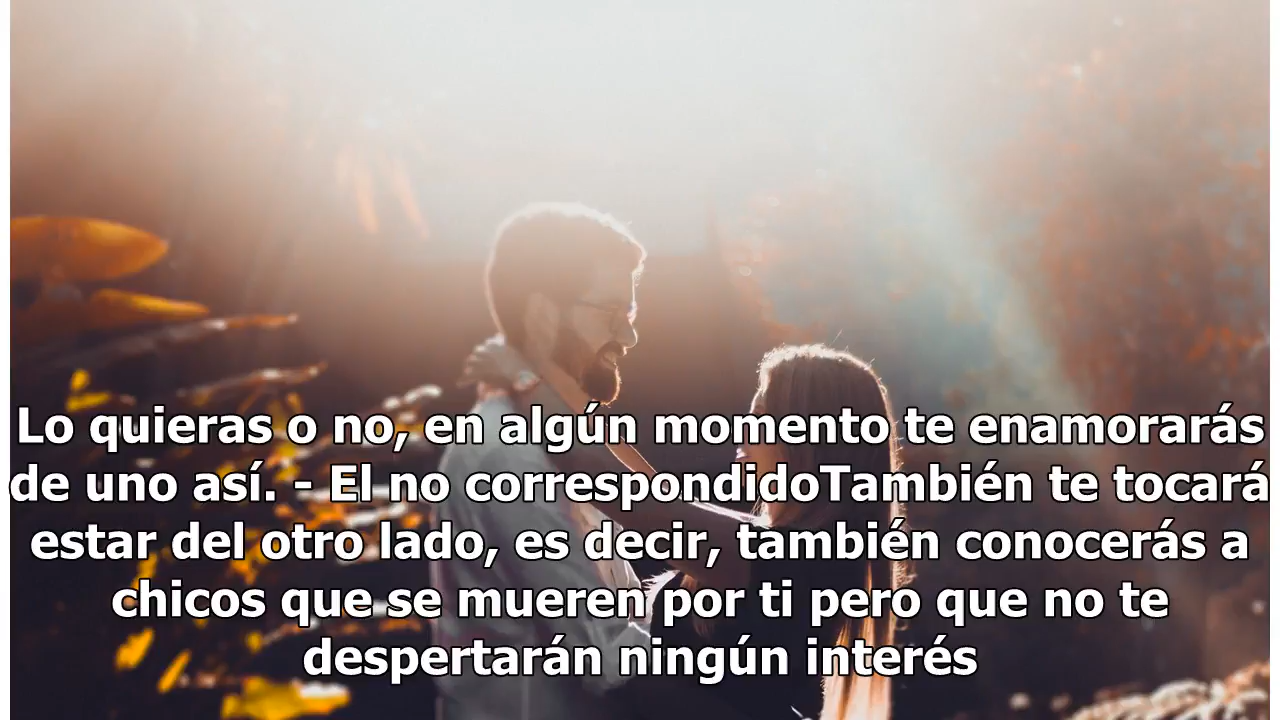 Lo quieras o no, en algún momento te enamorarás
de uno así. - El no correspondidoTambién te tocará
estar del otro lado, es decir, también conocerás a
chicos que se mueren por ti pero que no te
despertarán ningún interés